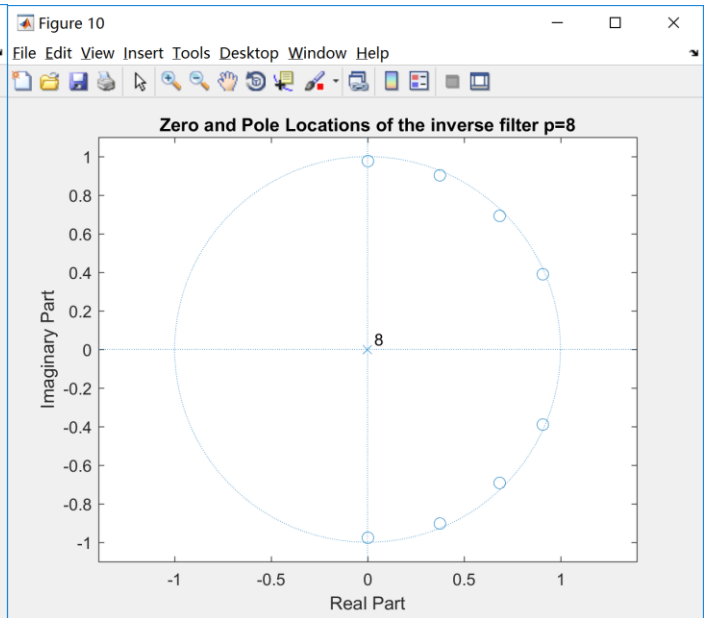 Figure 10
File Edit View Insert Tools Desktop Window Help
Zero and Pole Locations of the inverse filter p=8
1
0.8
0.6
0.4
0.2
0
-0.2
-0.4
-0.6
-0.8
-1
Imaginary Part
8
-1 -0.5 0 0.5 1
Real Part